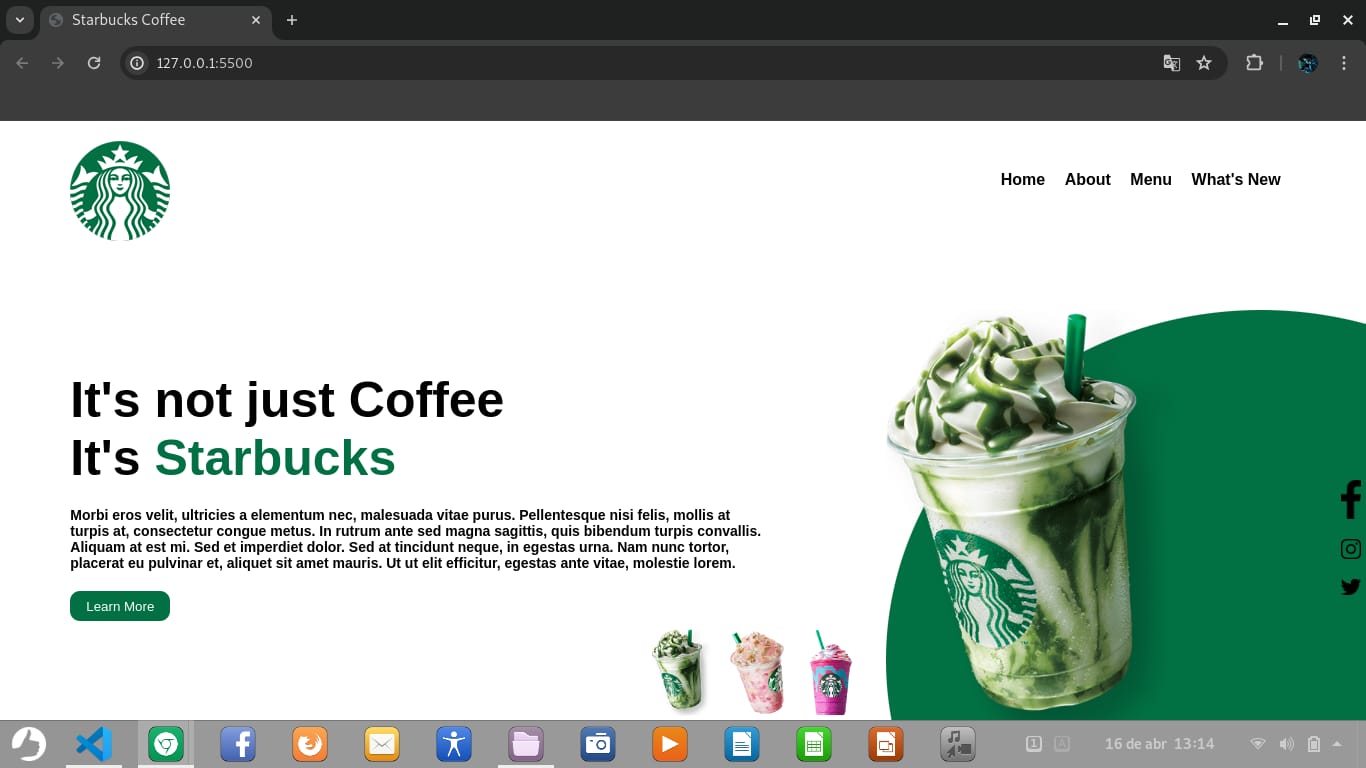 Starbucks Coffee
127.0.0.1:5500
Home About Menu What's New
It's not just Coffee
It's Starbucks
Morbi eros velit, ultricies a elementum nec, malesuada vitae purus. Pellentesque nisi felis, mollis at
turpis at, consectetur congue metus. In rutrum ante sed magna sagittis, quis bibendum turpis convallis.
Aliquam at est mi. Sed et imperdiet dolor. Sed at tincidunt neque, in egestas urna. Nam nunc tortor,
placerat eu pulvinar et, aliquet sit amet mauris. Ut ut elit efficitur, egestas ante vitae, molestie lorem.
Learn More
1 A 16 de abr 13:14